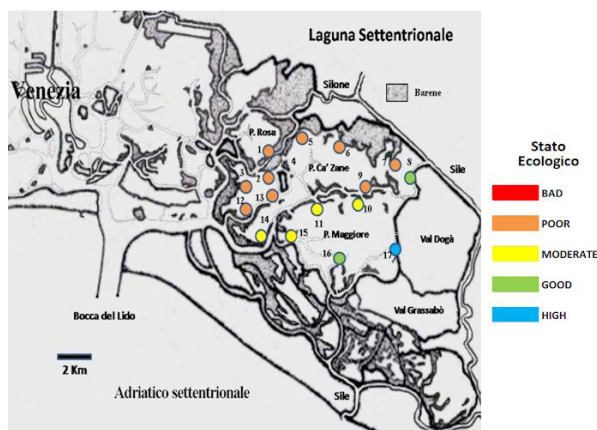 Laguna Settentrionale
Venezia
Silone
Barene
P. Rosa
Stato
Ecologico
1
5
6
4
P. Ca' Zane
7
8
Sile
2
3
9
BAD
12
13
10
POOR
11
14
15
P. Maggiore
Val Dogà
MODERATE
16
17
GOOD
Bocca del Lido
Val Grassabò
HIGH
2 Km
Adriatico settentrionale
Sile